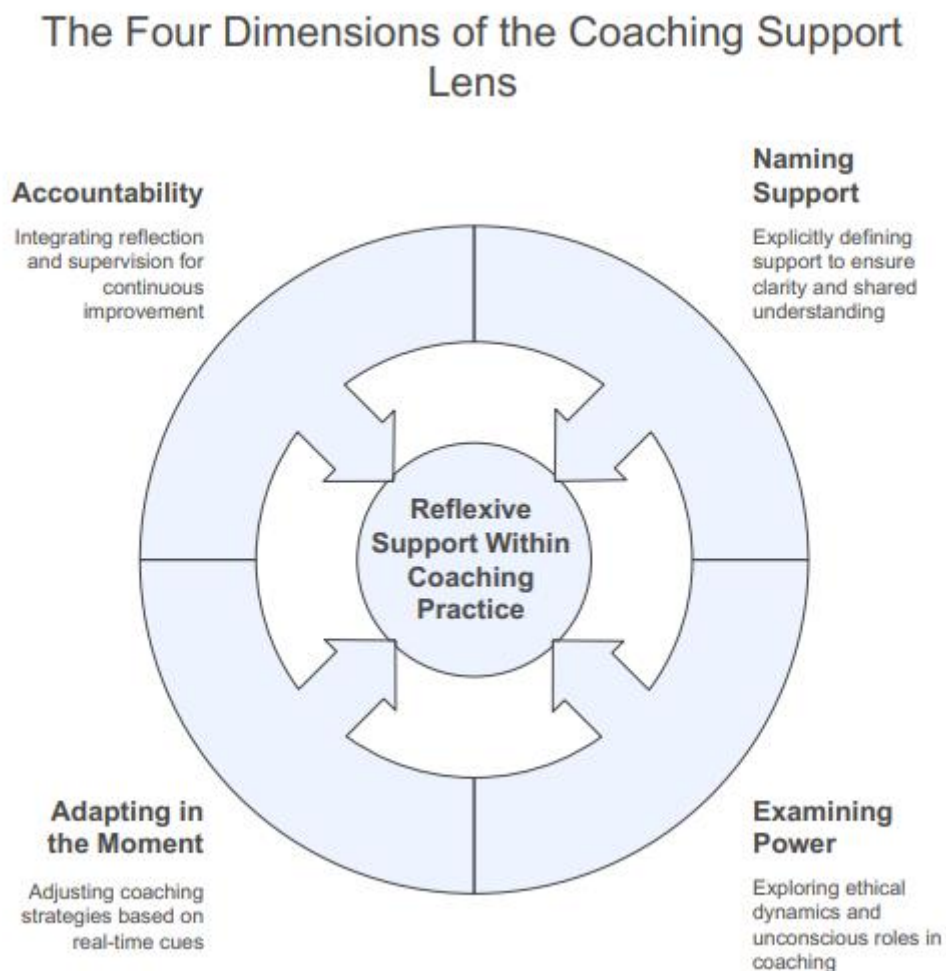 The Four Dimensions of the Coaching Support
Lens
Accountability
Integrating reflection
and supervision for
continuous
improvement
Naming
Support
Explicitly defining
support to ensure
clarity and shared
understanding
Reflexive
Support Within
Coaching
Practice
Adapting in
the Moment
Adjusting coaching
strategies based on
real-time cues
Examining
Power
Exploring ethical
dynamics and
unconscious roles in
coaching